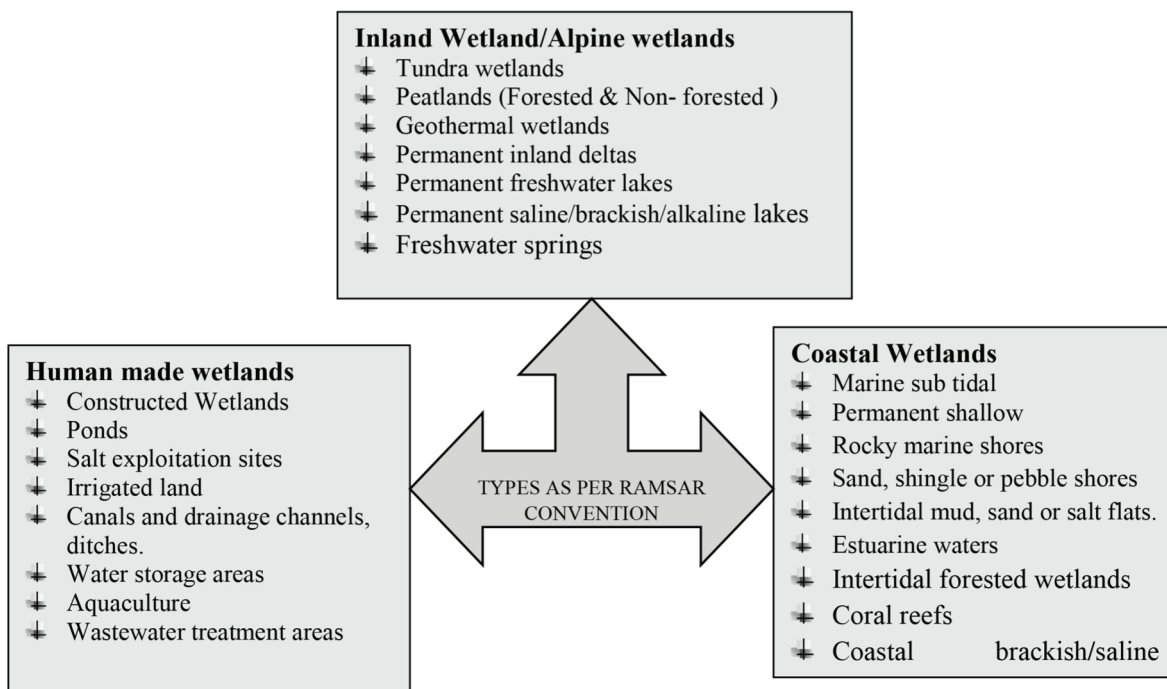 Inland Wetland/Alpine wetlands
Tundra wetlands
Peatlands (Forested & Non- forested )
Geothermal wetlands
Permanent inland deltas
Permanent freshwater lakes
Permanent saline/brackish/alkaline lakes
Freshwater springs
Human made wetlands
Constructed Wetlands
Ponds
Salt exploitation sites
Irrigated land
Canals and drainage channels,
ditches.
Water storage areas
Aquaculture
Wastewater treatment areas
TYPES AS PER RAMSAR
CONVENTION
Coastal Wetlands
Marine sub tidal
Permanent shallow
Rocky marine shores
Sand, shingle or pebble shores
Intertidal mud, sand or salt flats.
Estuarine waters
Intertidal forested wetlands
Coral reefs
Coastal brackish/saline